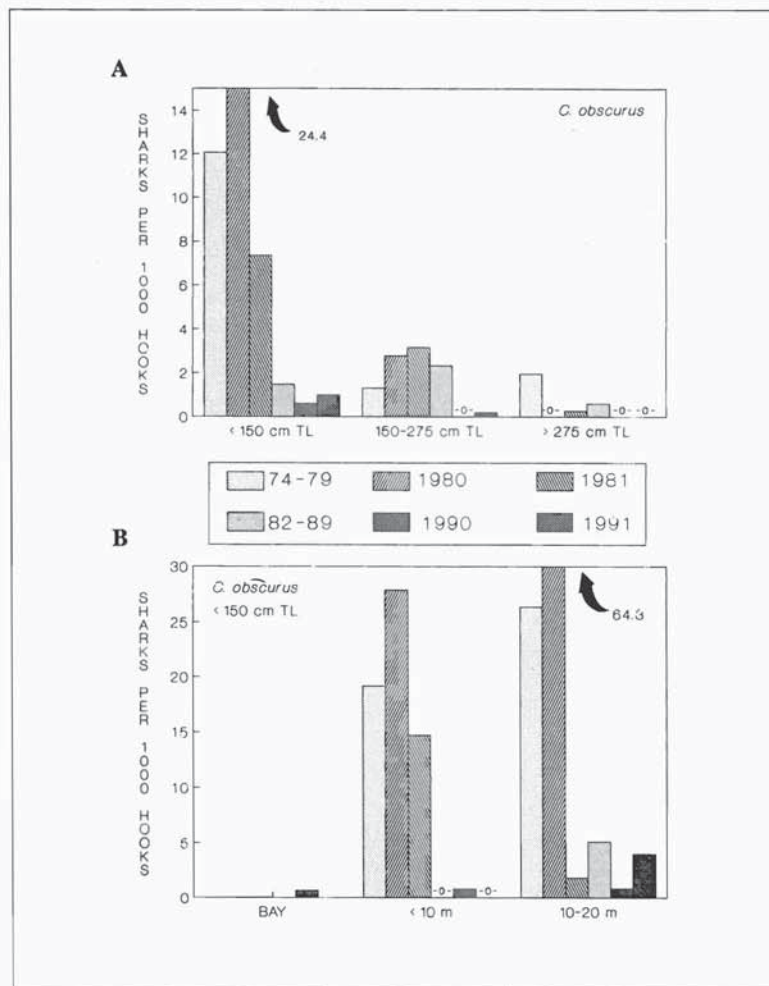 A
C. obscurus
SHARKS PER 1000 HOOKS
14
12
10
8
6
4
2
0
24.4
-0-
-0-
-0- -0-
< 150 cm TL
150-275 cm TL
> 275 cm TL
74-79
1980
1981
82-89
1990
1991
B
C. obscurus
< 150 cm TL
SHARKS PER 1000 HOOKS
30
25
20
15
10
5
0
64.3
-0-
-0-
BAY
< 10 m
10-20 m